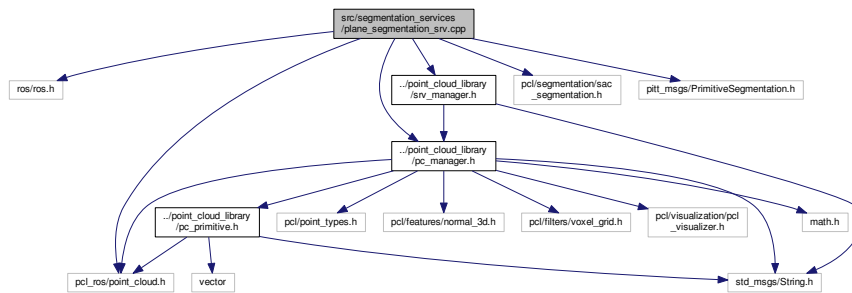 src/segmentation_services
/plane_segmentation_srv.cpp
ros/ros.h
../point_cloud_library
/srv_manager.h
pcl/segmentation/sac
_segmentation.h
pitt_msgs/PrimitiveSegmentation.h
../point_cloud_library
/pc_manager.h
../point_cloud_library
/pc_primitive.h
pcl/point_types.h
pcl/features/normal_3d.h
pcl/filters/voxel_grid.h
pcl/visualization/pcl
_visualizer.h
math.h
pcl_ros/point_cloud.h
vector
std_msgs/String.h